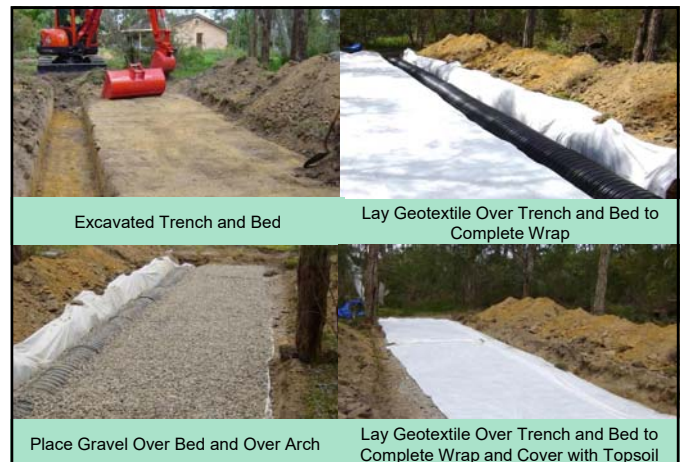 Excavated Trench and Bed
Lay Geotextile Over Trench and Bed to
Complete Wrap
Place Gravel Over Bed and Over Arch
Lay Geotextile Over Trench and Bed to
Complete Wrap and Cover with Topsoil